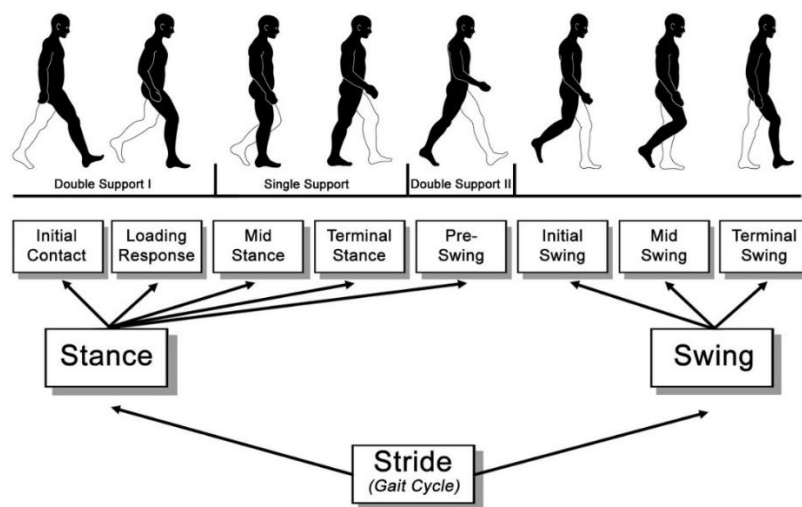 Double Support I
Single Support
Double Support II
Initial
Contact
Loading
Response
Mid
Stance
Terminal
Stance
Pre-
Swing
Initial
Swing
Mid
Swing
Terminal
Swing
Stance
Swing
Stride
(Gait Cycle)